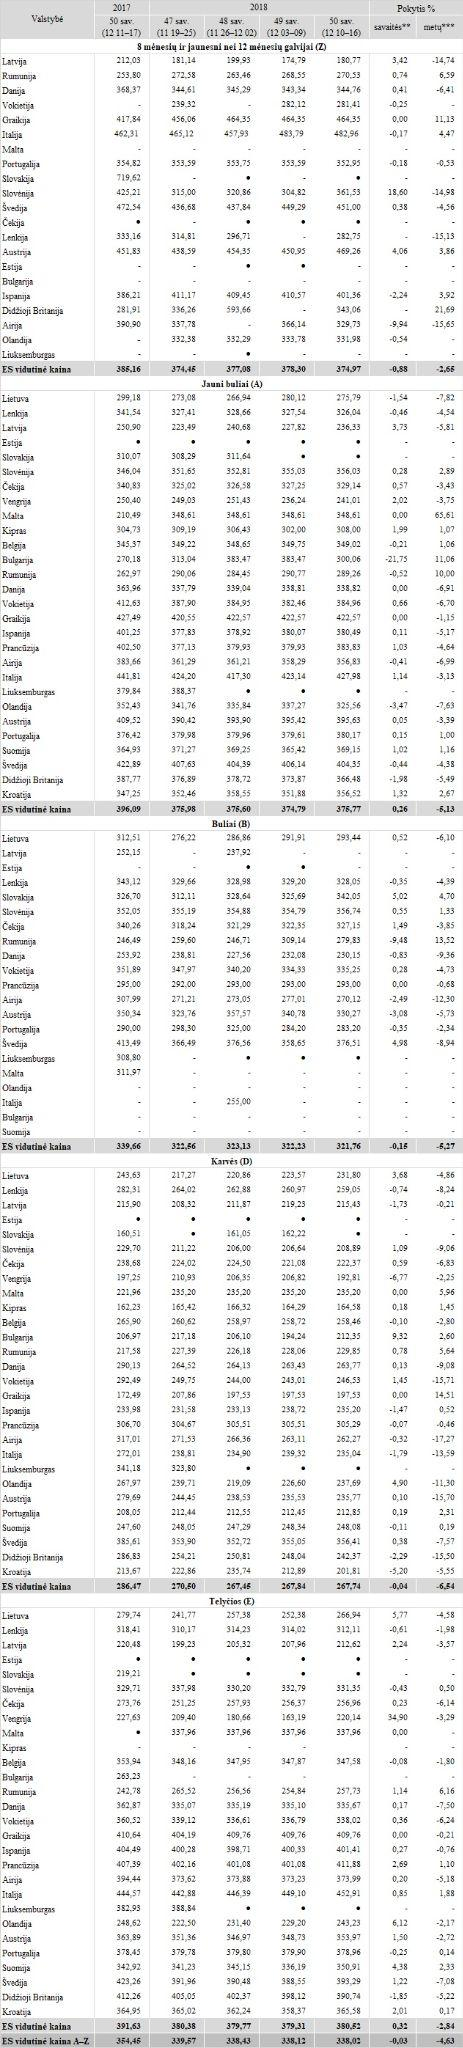 Valstybė 2017 2018 Pokytis %
50 sav. (12 11–17) 47 sav. (11 19–25) 48 sav. (11 26–12 02) 49 sav. (12 03–09) 50 sav. (12 10–16) savaitės** metų***
8 mėnesių ir jaunesni nei 12 mėnesių galvijai (Z)
Latvija 212,03 181,14 199,93 174,79 180,77 3,42 -14,74
Rumunija 253,80 272,58 263,46 268,55 270,53 0,74 6,59
Danija 368,37 344,61 345,29 343,34 344,76 0,41 -6,41
Vokietija - 239,32 - 282,12 281,41 -0,25 -
Graikija 417,84 456,06 464,35 464,35 464,35 0,00 11,13
Italija 462,31 465,12 457,93 483,79 482,96 -0,17 4,47
Malta - - - - - - -
Portugalija 354,82 353,59 353,75 353,59 352,95 -0,18 -0,53
Slovakija 719,62 - ● - ● - -
Slovėnija 425,21 315,00 320,86 304,82 361,53 18,60 -14,98
Švedija 472,54 436,68 437,84 449,29 451,00 0,38 -4,56
Čekija ● - ● ● ● - -
Lenkija 333,16 314,81 296,71 - 282,75 - -15,13
Austrija 451,83 438,59 454,35 450,95 469,26 4,06 3,86
Estija - - ● ● - - -
Bulgarija - - - - - - -
Ispanija 386,21 411,17 409,45 410,57 401,36 -2,24 3,92
Didžioji Britanija 281,91 336,26 593,66 - 343,06 - 21,69
Airija 390,90 337,78 - 366,14 329,73 -9,94 -15,65
Olandija - 332,38 332,29 333,78 331,98 -0,54 -
Liuksemburgas - - ● - - - -
ES vidutinė kaina 385,16 374,45 377,08 378,30 374,97 -0,88 -2,65
Jauni buliai (A)
Lietuva 299,18 273,08 266,94 280,12 275,79 -1,54 -7,82
Lenkija 341,54 327,41 328,66 327,54 326,04 -0,46 -4,54
Latvija 250,90 223,49 240,68 227,82 236,33 3,73 -5,81
Estija ● ● ● ● ● - -
Slovakija 310,07 308,29 311,64 ● ● - -
Slovėnija 346,04 351,65 352,81 355,03 356,03 0,28 2,89
Čekija 340,83 325,02 326,58 327,25 329,14 0,57 -3,43
Vengrija 250,40 249,03 251,43 236,24 241,01 2,02 -3,75
Malta 210,49 348,61 348,61 348,61 348,61 0,00 65,61
Kipras 304,73 309,19 306,43 302,00 308,00 1,99 1,07
Belgija 345,37 349,22 348,65 349,75 349,02 -0,21 1,06
Bulgarija 270,18 313,04 383,47 383,47 300,06 -21,75 11,06
Rumunija 262,97 290,06 284,45 290,77 289,26 -0,52 10,00
Danija 363,96 337,79 339,04 338,81 338,82 0,00 -6,91
Vokietija 412,63 387,90 384,95 382,46 384,96 0,66 -6,70
Graikija 427,49 420,55 422,57 422,57 422,57 0,00 -1,15
Ispanija 401,25 377,83 378,92 380,07 380,49 0,11 -5,17
Prancūzija 402,50 377,13 379,93 379,93 383,83 1,03 -4,64
Airija 383,66 361,29 361,21 358,29 356,83 -0,41 -6,99
Italija 441,81 424,20 417,30 423,14 427,98 1,14 -3,13
Liuksemburgas 379,84 388,37 ● ● ● - -
Olandija 352,43 341,76 335,84 337,27 325,56 -3,47 -7,63
Austrija 409,52 390,42 393,90 395,42 395,63 0,05 -3,39
Portugalija 376,42 379,98 379,96 379,61 380,17 0,15 1,00
Suomija 364,93 371,27 369,25 365,42 369,15 1,02 1,16
Švedija 422,89 407,63 404,39 406,14 404,35 -0,44 -4,38
Didžioji Britanija 387,77 376,89 378,72 373,87 366,48 -1,98 -5,49
Kroatija 347,25 352,46 358,55 351,88 356,52 1,32 2,67
ES vidutinė kaina 396,09 375,98 375,60 374,79 375,77 0,26 -5,13
Buliai (B)
Lietuva 312,51 276,22 286,86 291,91 293,44 0,52 -6,10
Latvija 252,15 - 237,92 - - - -
Estija - - ● ● - - -
Lenkija 343,12 329,66 328,98 329,20 328,05 -0,35 -4,39
Slovakija 326,70 312,11 328,64 325,69 342,05 5,02 4,70
Slovėnija 352,05 355,19 354,88 354,79 356,74 0,55 1,33
Čekija 340,26 318,24 321,29 322,35 327,15 1,49 -3,85
Rumunija 246,49 259,60 246,71 309,14 279,83 -9,48 13,52
Danija 253,92 238,81 227,56 232,08 230,15 -0,83 -9,36
Vokietija 351,89 347,97 340,20 334,33 335,25 0,28 -4,73
Prancūzija 295,00 292,00 293,00 293,00 293,00 0,00 -0,68
Airija 307,99 271,21 273,05 277,01 270,12 -2,49 -12,30
Austrija 350,34 323,76 357,57 340,78 330,27 -3,08 -5,73
Portugalija 290,00 298,30 325,00 284,20 283,20 -0,35 -2,34
Švedija 413,49 366,49 376,56 358,65 376,51 4,98 -8,94
Liuksemburgas 308,80 - ● ● ● - -
Malta 311,97 - - - - - -
Olandija - - - - - - -
Italija - - 255,00 - - - -
Bulgarija - - - - - - -
Suomija - - - - - - -
ES vidutinė kaina 339,66 322,56 323,13 322,23 321,76 -0,15 -5,27
Karvės (D)
Lietuva 243,63 217,27 220,86 223,57 231,80 3,68 -4,86
Lenkija 282,31 264,02 262,88 260,97 259,05 -0,74 -8,24
Latvija 215,90 208,32 211,87 219,23 215,43 -1,73 -0,21
Estija ● ● ● ● ● - -
Slovakija 160,51 ● 161,05 162,22 ● - -
Slovėnija 229,70 211,22 206,00 206,64 208,89 1,09 -9,06
Čekija 238,68 224,02 224,50 221,08 222,37 0,59 -6,83
Vengrija 197,25 210,93 206,35 206,82 192,81 -6,77 -2,25
Malta 221,96 235,20 235,20 235,20 235,20 0,00 5,96
Kipras 162,23 165,42 166,32 164,29 164,58 0,18 1,45
Belgija 265,90 260,62 258,97 258,72 258,46 -0,10 -2,80
Bulgarija 206,97 217,18 206,10 194,24 212,35 9,32 2,60
Rumunija 217,58 227,39 226,18 228,06 229,85 0,78 5,64
Danija 290,13 264,52 264,13 263,43 263,77 0,13 -9,08
Vokietija 292,49 249,75 244,00 243,01 246,53 1,45 -15,71
Graikija 172,49 207,86 197,53 197,53 197,53 0,00 14,51
Ispanija 233,98 231,58 233,13 238,72 235,20 -1,47 0,52
Prancūzija 306,70 304,67 305,51 305,51 305,29 -0,07 -0,46
Airija 317,01 271,53 266,36 263,11 262,27 -0,32 -17,27
Italija 272,01 238,81 234,90 239,32 235,04 -1,79 -13,59
Liuksemburgas 341,18 323,80 ● ● ● - -
Olandija 267,97 239,71 219,09 226,60 237,69 4,90 -11,30
Austrija 279,69 244,45 238,53 235,53 235,77 0,10 -15,70
Portugalija 208,05 212,44 212,55 212,45 212,85 0,19 2,31
Suomija 247,60 248,05 247,29 248,34 248,08 -0,11 0,19
Švedija 385,61 353,90 352,72 355,05 356,41 0,38 -7,57
Didžioji Britanija 286,83 254,21 250,81 248,04 242,37 -2,29 -15,50
Kroatija 213,67 222,86 235,74 212,89 201,81 -5,20 -5,55
ES vidutinė kaina 286,47 270,50 267,45 267,84 267,74 -0,04 -6,54
Telyčios (E)
Lietuva 279,74 241,77 257,38 252,38 266,94 5,77 -4,58
Lenkija 318,41 310,17 314,23 314,02 312,11 -0,61 -1,98
Latvija 220,48 199,23 205,32 207,96 212,62 2,24 -3,57
Estija ● ● ● ● ● - -
Slovakija 219,21 ● ● ● ● - -
Slovėnija 329,71 337,98 330,20 332,79 331,35 -0,43 0,50
Čekija 273,76 251,25 257,93 256,37 256,96 0,23 -6,14
Vengrija 227,63 209,40 180,66 163,19 220,14 34,90 -3,29
Malta ● 337,96 337,96 337,96 337,96 0,00 -
Kipras - - - - - - -
Belgija 353,94 348,16 347,95 347,87 347,58 -0,08 -1,80
Bulgarija 263,23 - - - - - -
Rumunija 242,78 265,52 256,56 254,84 257,73 1,14 6,16
Danija 362,87 335,07 335,19 335,10 335,67 0,17 -7,50
Vokietija 360,52 339,12 336,61 336,79 338,02 0,36 -6,24
Graikija 410,64 404,19 409,76 409,76 409,76 0,00 -0,21
Ispanija 404,49 400,28 398,71 400,33 401,41 0,27 -0,76
Prancūzija 407,39 402,16 401,08 401,08 411,88 2,69 1,10
Airija 394,44 373,62 373,88 373,23 373,99 0,20 -5,18
Italija 444,57 442,88 446,39 449,10 452,91 0,85 1,88
Liuksemburgas 382,93 388,84 ● ● ● - -
Olandija 248,62 222,50 231,40 229,20 243,23 6,12 -2,17
Austrija 363,89 351,36 346,97 348,73 353,97 1,50 -2,72
Portugalija 378,45 379,78 379,80 379,90 378,96 -0,25 0,14
Suomija 342,92 341,23 345,15 336,19 350,91 4,38 2,33
Švedija 423,26 391,96 390,48 388,55 393,29 1,22 -7,08
Didžioji Britanija 412,26 405,05 402,37 398,12 390,76 -1,85 -5,22
Kroatija 364,95 365,02 362,24 358,37 365,58 2,01 0,17
ES vidutinė kaina 391,63 380,38 379,77 379,31 380,52 0,32 -2,84
ES vidutinė kaina A–Z 354,45 339,57 338,43 338,12 338,02 -0,03 -4,63